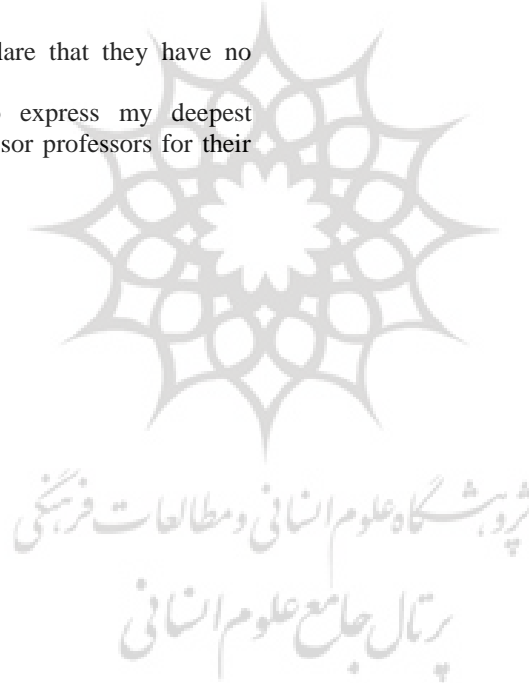 lare that they have no
express my deepest
sor professors for their
پژوهشگاه علوم انسانی و مطالعات فرهنگی
پرتال جامع علوم انسانی